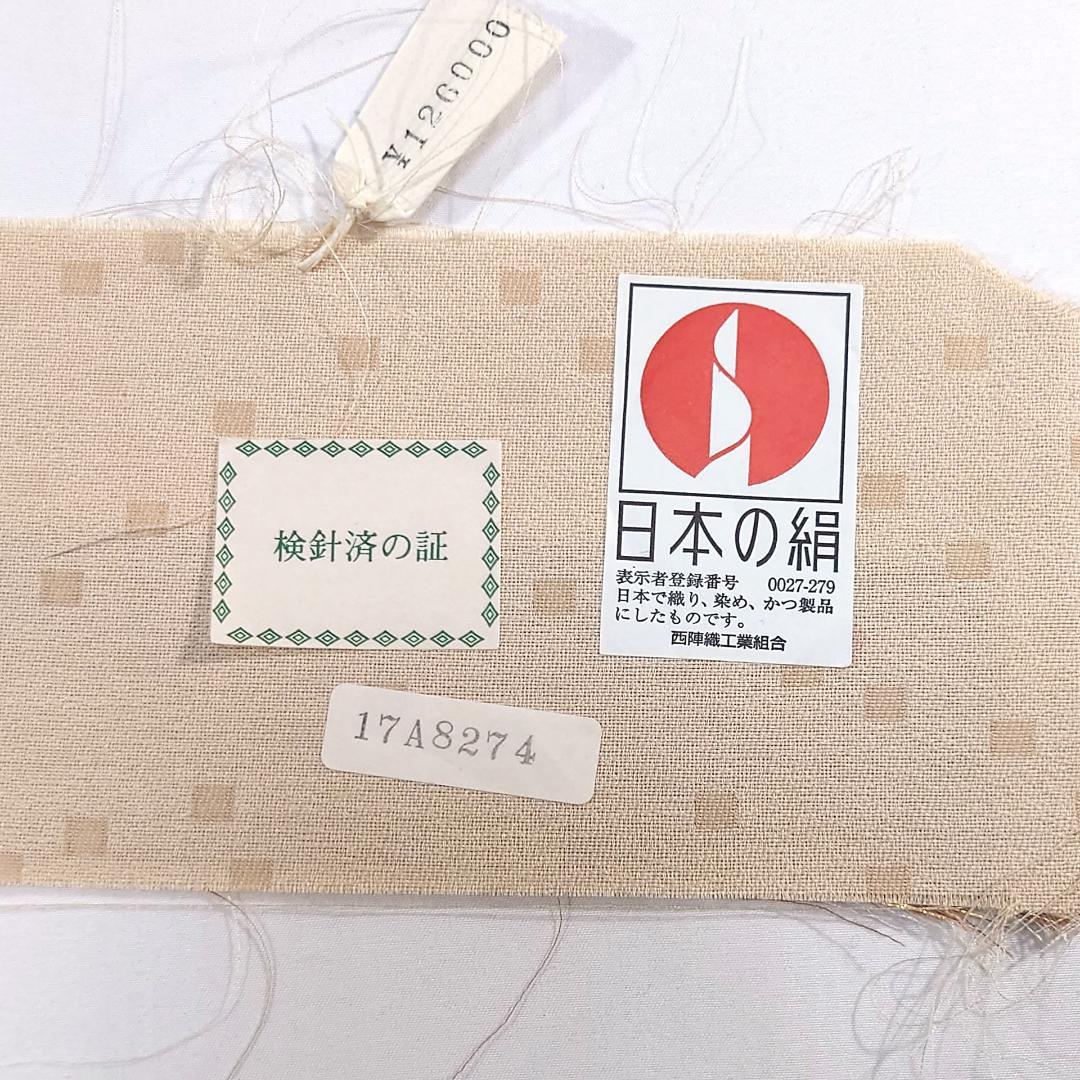 ¥126000
検針済の証
日本の絹
表示者登録番号 0027-279
日本で織り、染め、かつ製品
にしたものです。
西陣織工業組合
17A8274